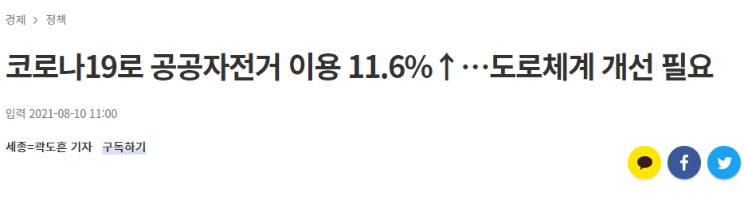 경제 > 정책
코로나19로 공공자전거 이용 11.6%↑…도로체계 개선 필요
입력 2021-08-10 11:00
세종=곽도흔 기자 구독하기